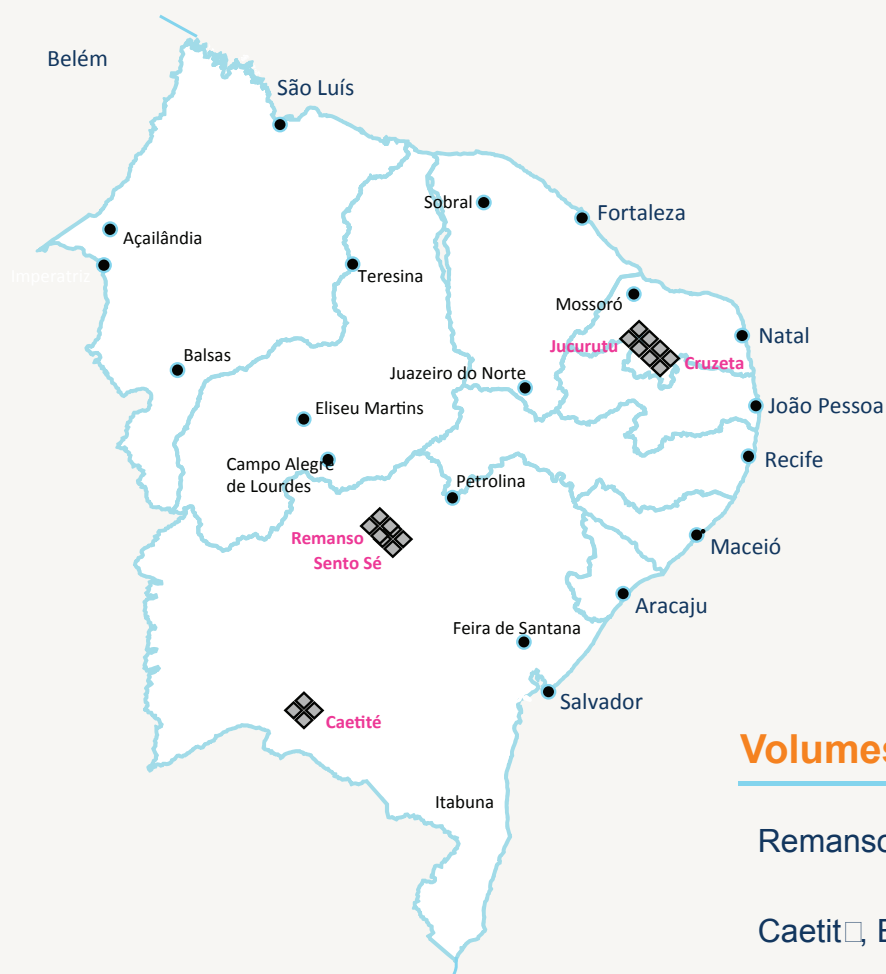 Belém
São Luís
Sobral
Fortaleza
Açailândia
Imperatriz
Teresina
Mossoró
Natal
Jucurutu
Cruzeta
Balsas
Juazeiro do Norte
João Pessoa
Eliseu Martins
Recife
Campo Alegre
de Lourdes
Petrolina
Remanso
Sento Sé
Maceió
Aracaju
Feira de Santana
Salvador
Caetité
Volumes
Itabuna
Remanso
Caetit□, B